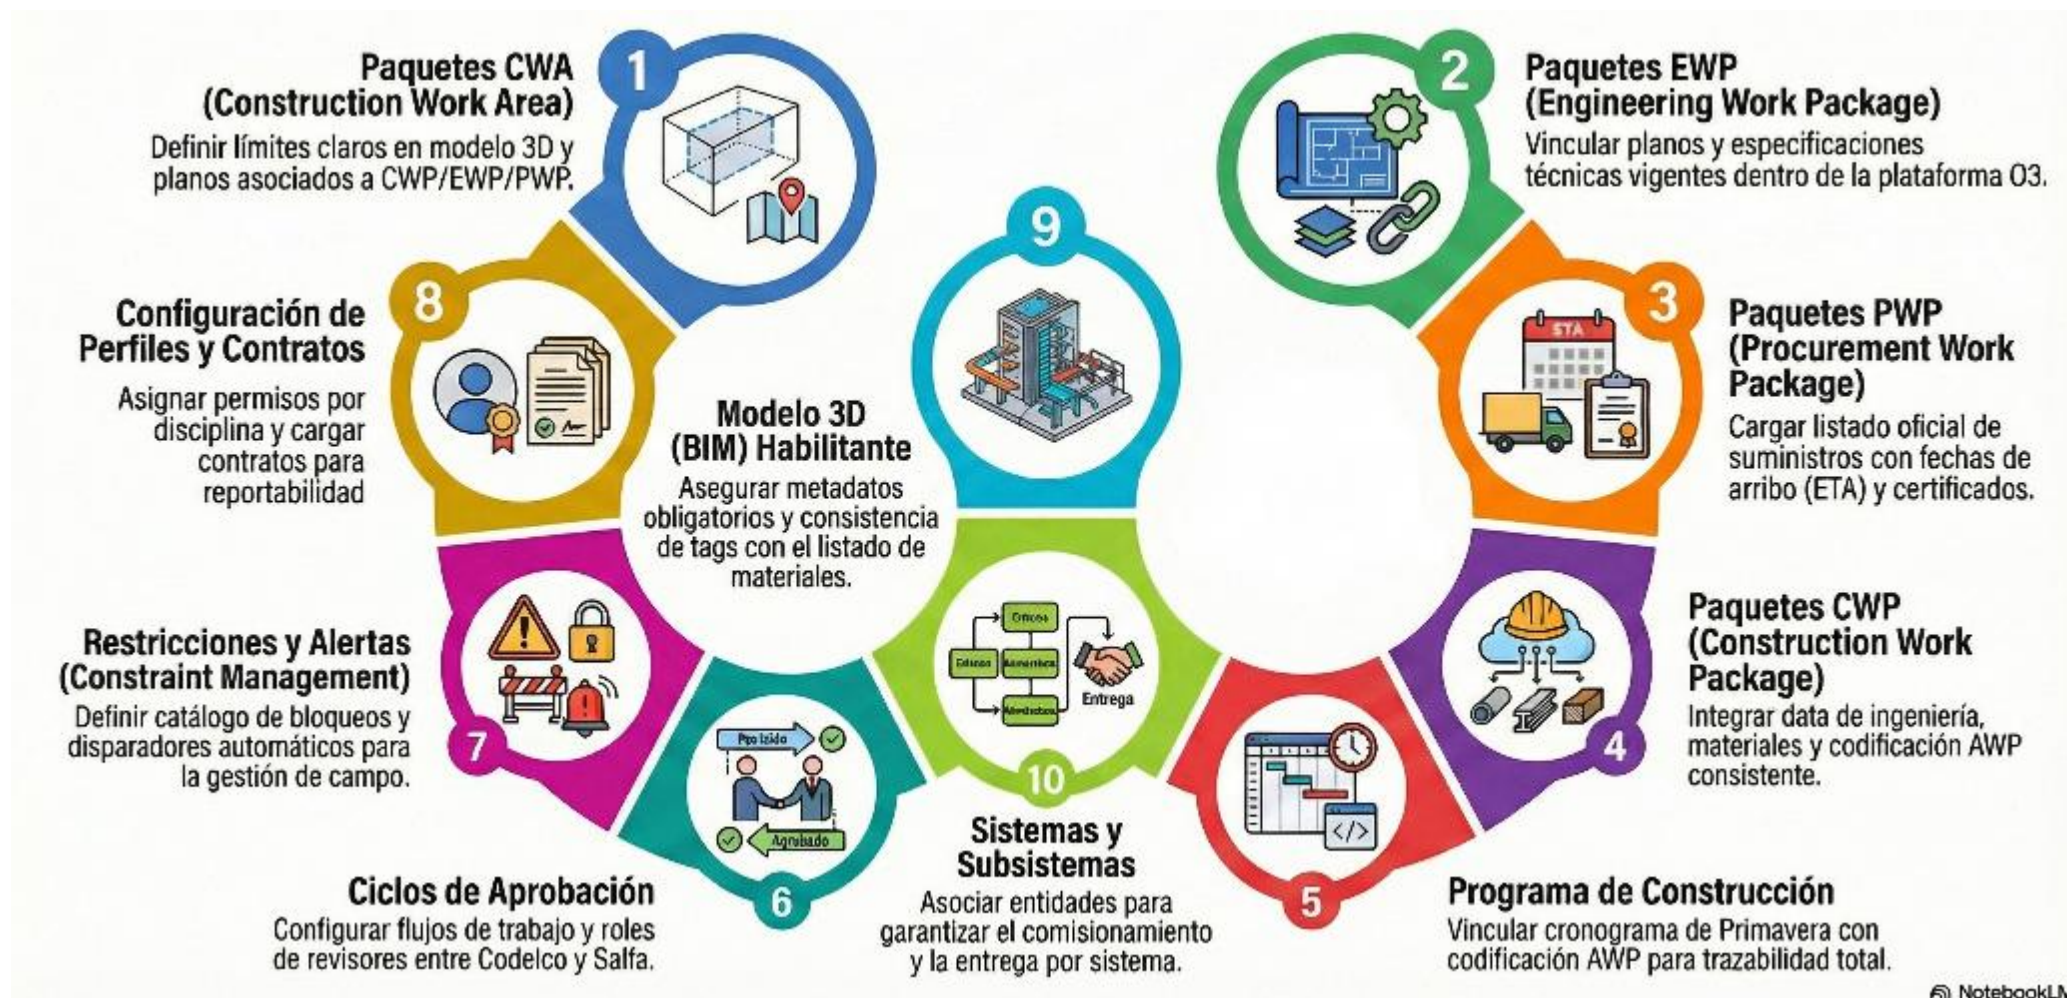 1
Paquetes CWA
(Construction Work Area)
Definir límites claros en modelo 3D y
planos asociados a CWP/EWP/PWP.
2
Paquetes EWP
(Engineering Work Package)
Vincular planos y especificaciones
técnicas vigentes dentro de la plataforma O3.
3
STA
Paquetes PWP
(Procurement Work
Package)
Cargar listado oficial de
suministros con fechas de
arribo (ETA) y certificados.
4
Paquetes CWP
(Construction Work
Package)
Integrar data de ingeniería,
materiales y codificación AWP
consistente.
5
</>
Programa de Construcción
Vincular cronograma de Primavera con
codificación AWP para trazabilidad total.
6
Agrubado
Ciclos de Aprobación
Configurar flujos de trabajo y roles
de revisores entre Codelco y Salfa.
7
Restricciones y Alertas
(Constraint Management)
Definir catálogo de bloqueos y
disparadores automáticos para
la gestión de campo.
8
Configuración de
Perfiles y Contratos
Asignar permisos por
disciplina y cargar
contratos para
reportabilidad
9
Modelo 3D
(BIM) Habilitante
Asegurar metadatos
obligatorios y consistencia
de tags con el listado de
materiales.
10
Entrega
Sistemas y
Subsistemas
Asociar entidades para
garantizar el comisionamiento
y la entrega por sistema.
NotebookLM